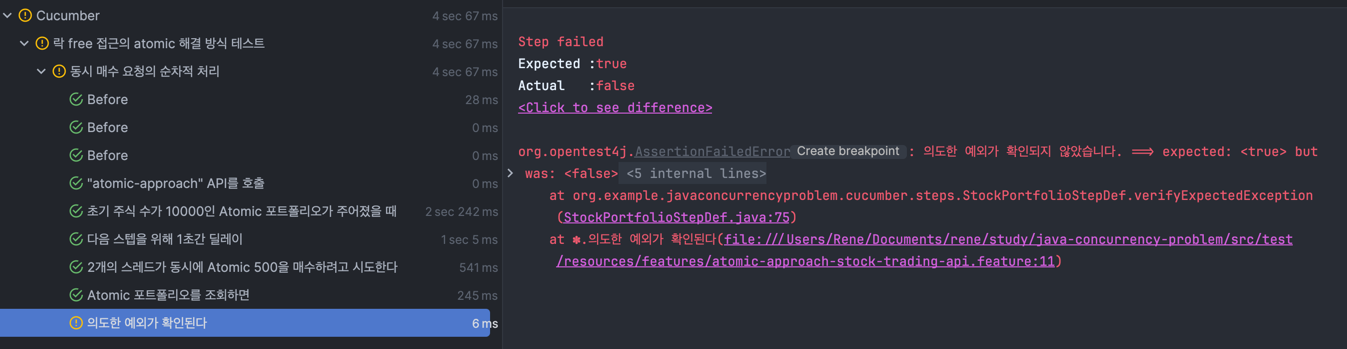 Cucumber 4 sec 67 ms
락 free 접근의 atomic 해결 방식 테스트 4 sec 67 ms
동시 매수 요청의 순차적 처리 4 sec 67 ms
Before 28 ms
Before 0 ms
Before 0 ms
"atomic-approach" API를 호출 0 ms
초기 주식 수가 10000인 Atomic 포트폴리오가 주어졌을 때 2 sec 242 ms
다음 스텝을 위해 1초간 딜레이 1 sec 5 ms
2개의 스레드가 동시에 Atomic 500을 매수하려고 시도한다 541 ms
Atomic 포트폴리오를 조회하면 245 ms
의도한 예외가 확인된다 6 ms
Step failed
Expected :true
Actual :false
<Click to see difference>
org.opentest4j.AssertionFailedError Create breakpoint : 의도한 예외가 확인되지 않았습니다. ==> expected: <true> but
was: <false> <5 internal lines>
at org.example.javaconcurrencyproblem.cucumber.steps.StockPortfolioStepDef.verifyExpectedException
(StockPortfolioStepDef.java:75)
at ✽.의도한 예외가 확인된다(file:///Users/Rene/Documents/rene/study/java-concurrency-problem/src/test
/resources/features/atomic-approach-stock-trading-api.feature:11)